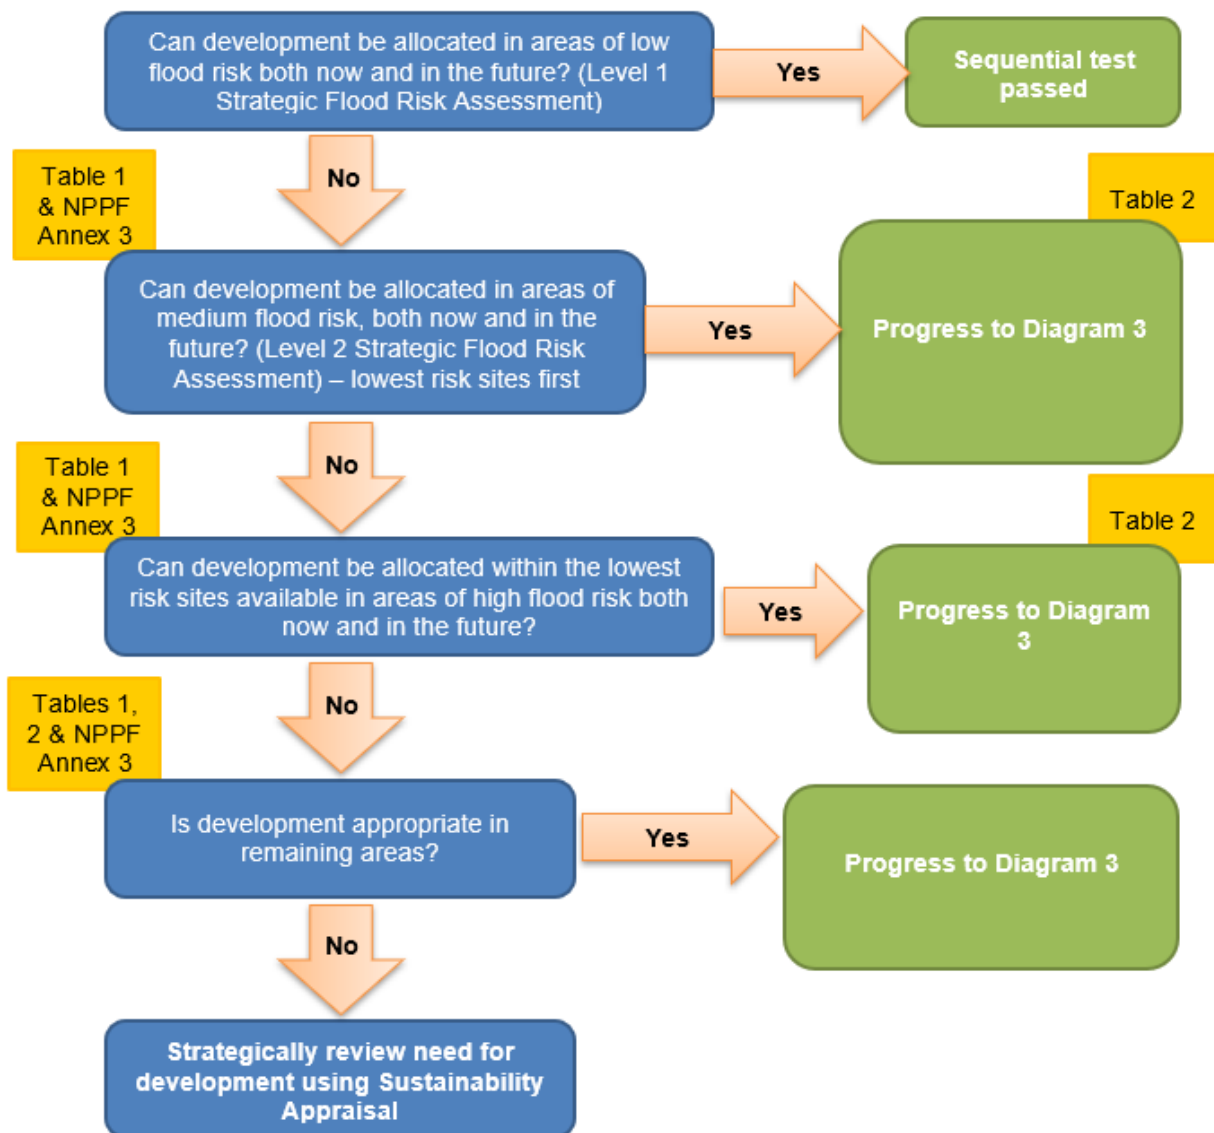 Can development be allocated in areas of low
flood risk both now and in the future? (Level 1
Strategic Flood Risk Assessment)
Yes
Sequential test
passed
No
Table 1
& NPPF
Annex 3
Table 2
Can development be allocated in areas of
medium flood risk, both now and in the
future? (Level 2 Strategic Flood Risk
Assessment) – lowest risk sites first
Yes
Progress to Diagram 3
No
Table 1
& NPPF
Annex 3
Table 2
Can development be allocated within the lowest
risk sites available in areas of high flood risk both
now and in the future?
Yes
Progress to Diagram
3
No
Tables 1,
2 & NPPF
Annex 3
Is development appropriate in
remaining areas?
Yes
Progress to Diagram 3
No
Strategically review need for
development using Sustainability
Appraisal